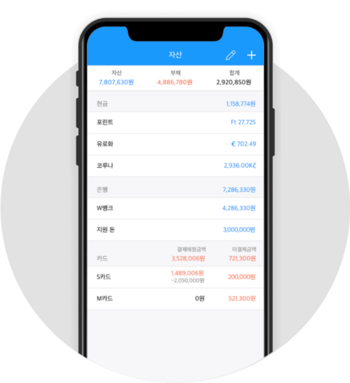 자산
자산 부채 합계
7,807,630원 4,886,780원 2,920,850원
현금 1,158,774원
포린트 Ft 27,725
유로화 € 702.49
코루나 2,936.00Kč
은행 7,286,330원
W뱅크 4,286,330원
지원 돈 3,000,000원
카드 결제예정금액 미결제금액
3,528,006원 721,300원
S카드 1,489,006원 200,000원
-2,050,000원
M카드 0원 521,300원